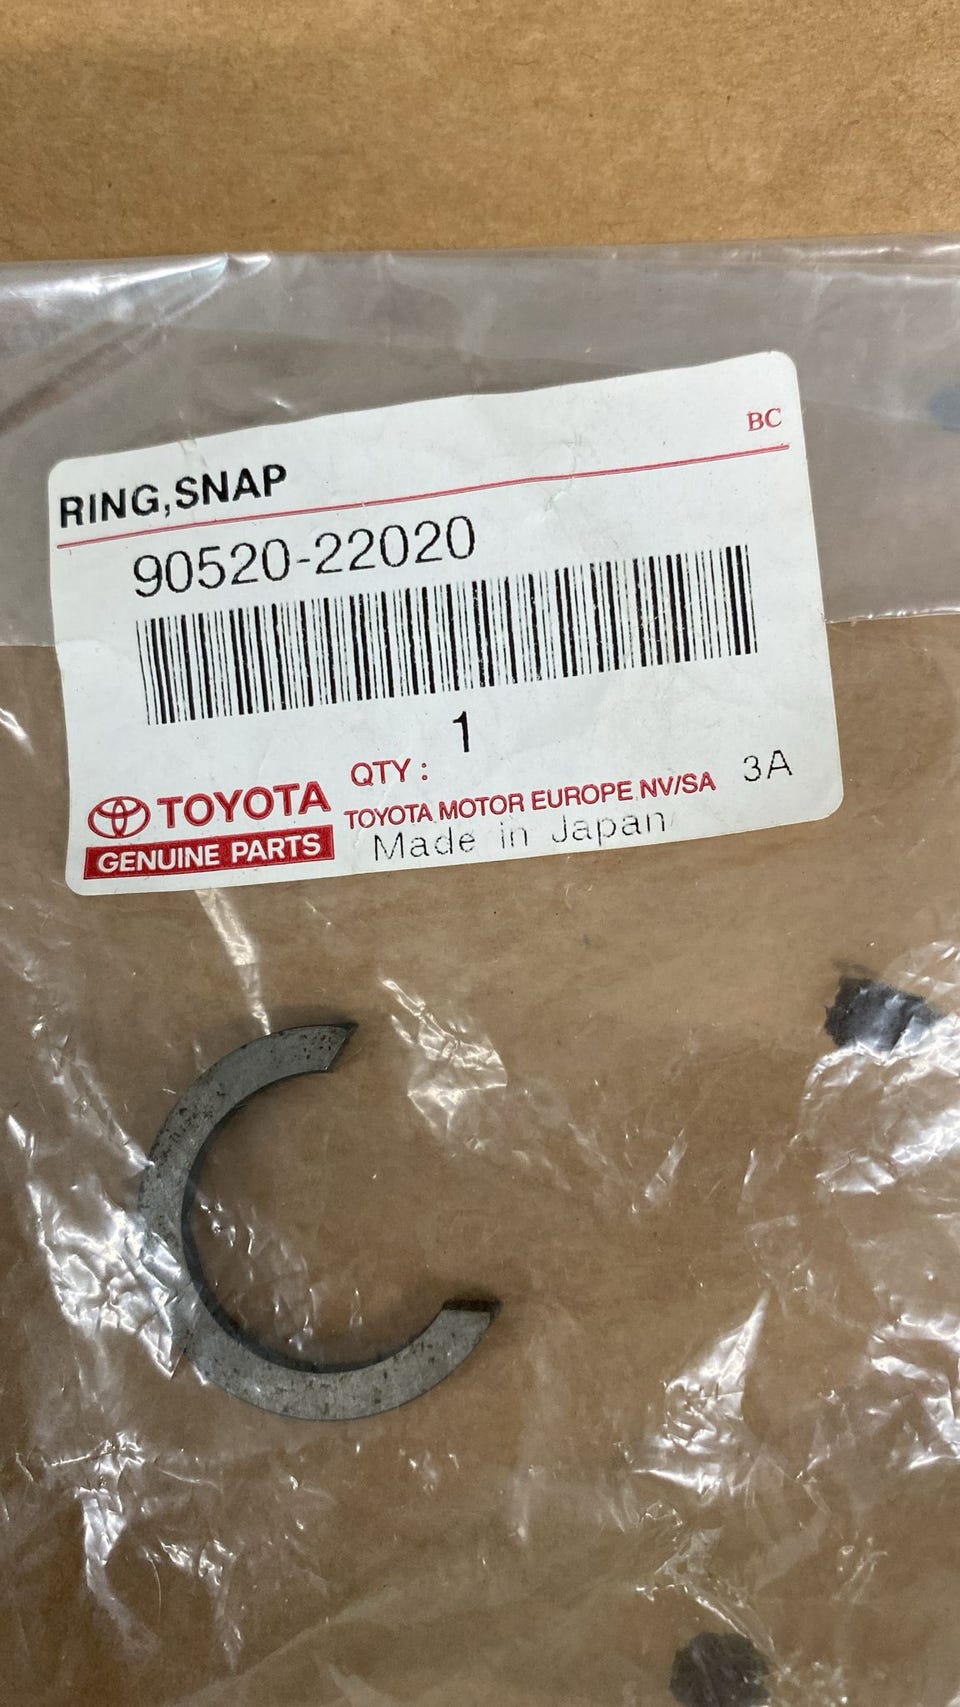 BC
RING,SNAP
90520-22020
1
QTY :
3A
TOYOTA
TOYOTA MOTOR EUROPE NV/SA
GENUINE PARTS
Made in Japan